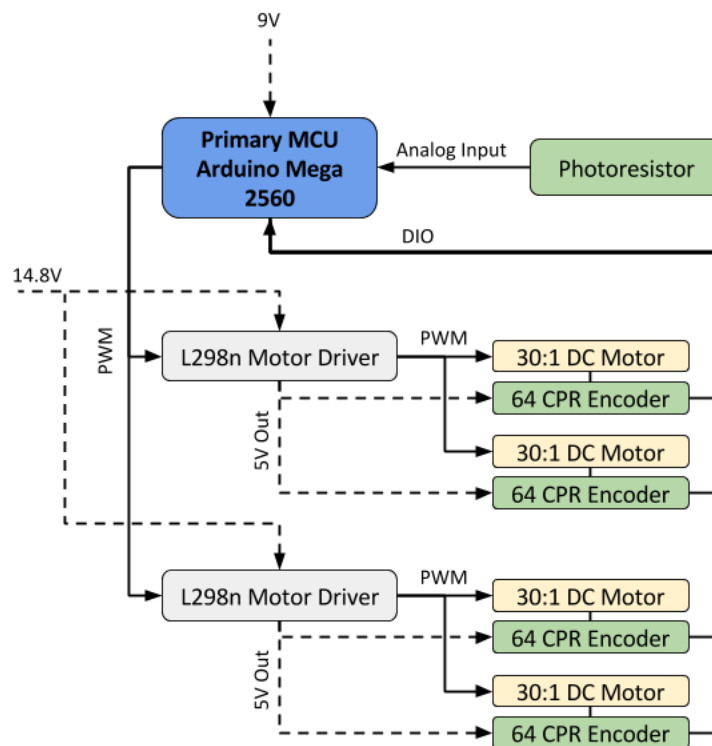 9V
Primary MCU
Arduino Mega
2560
Analog Input
Photoresistor
DIO
14.8V
PWM
L298n Motor Driver
PWM
30:1 DC Motor
64 CPR Encoder
5V Out
30:1 DC Motor
64 CPR Encoder
L298n Motor Driver
PWM
30:1 DC Motor
64 CPR Encoder
5V Out
30:1 DC Motor
64 CPR Encoder